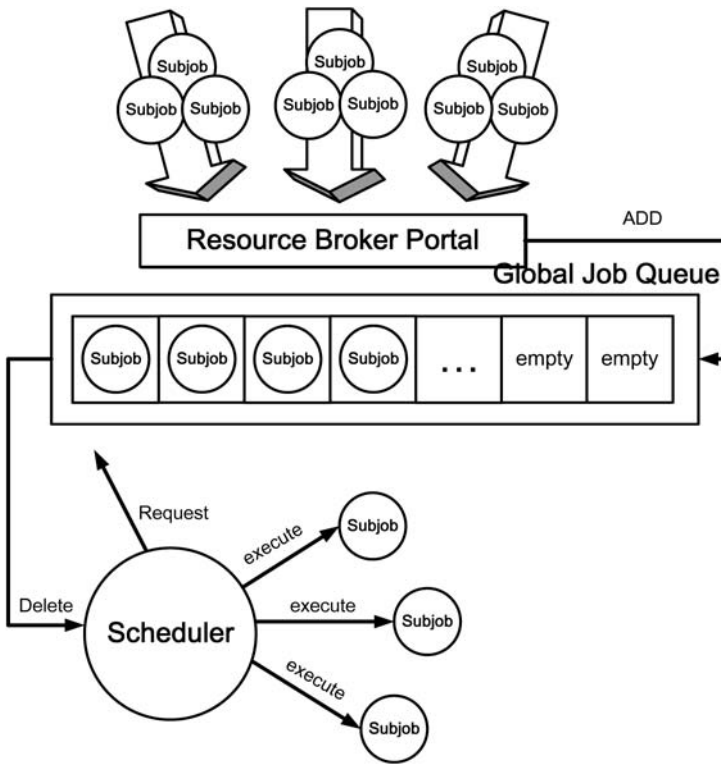 Subjob
Subjob
Subjob
Subjob Subjob
Subjob Subjob
Subjob Subjob
Resource Broker Portal
ADD
Global Job Queue
Subjob Subjob Subjob Subjob ... empty empty
Request
execute
Subjob
Delete
Scheduler
execute
Subjob
execute
Subjob